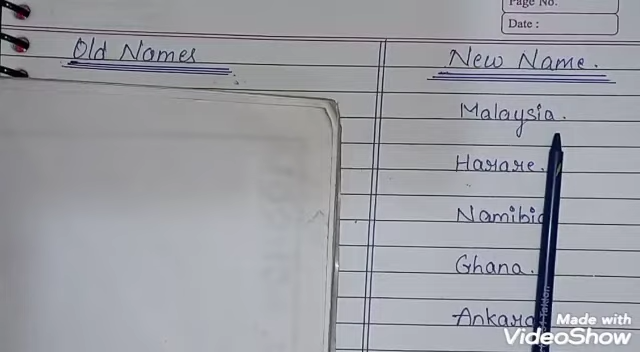 Page No.
Date :
Old Names
New Name.
Malaysia.
Harare.
Namibia
Ghana.
Ankara
Made with
VideoShow